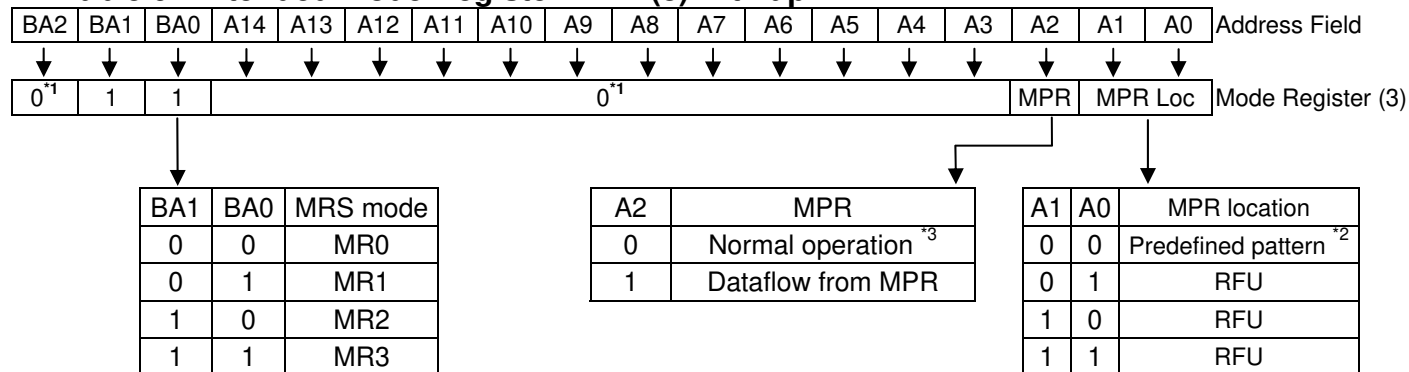 BA2 BA1 BA0 A14 A13 A12 A11 A10 A9 A8 A7 A6 A5 A4 A3 A2 A1 A0 Address Field
0*1 1 1 0*1 MPR MPR Loc Mode Register (3)
BA1 BA0 MRS mode
0 0 MR0
0 1 MR1
1 0 MR2
1 1 MR3
A2 MPR
0 Normal operation *3
1 Dataflow from MPR
A1 A0 MPR location
0 0 Predefined pattern *2
0 1 RFU
1 0 RFU
1 1 RFU